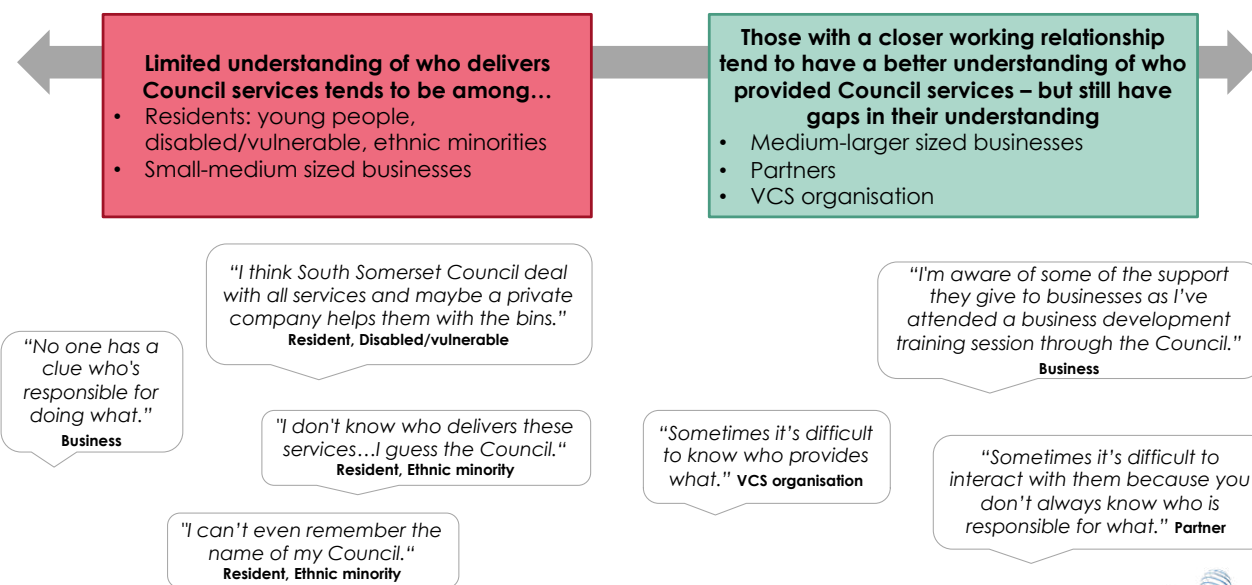 Limited understanding of who delivers
Council services tends to be among…
• Residents: young people,
disabled/vulnerable, ethnic minorities
• Small-medium sized businesses
Those with a closer working relationship
tend to have a better understanding of who
provided Council services – but still have
gaps in their understanding
• Medium-larger sized businesses
• Partners
• VCS organisation
“I think South Somerset Council deal
with all services and maybe a private
company helps them with the bins.”
Resident, Disabled/vulnerable
“No one has a
clue who's
responsible for
doing what.”
Business
"I don't know who delivers these
services…I guess the Council.“
Resident, Ethnic minority
"I can’t even remember the
name of my Council.“
Resident, Ethnic minority
“I'm aware of some of the support
they give to businesses as I’ve
attended a business development
training session through the Council.”
Business
“Sometimes it’s difficult
to know who provides
what.” VCS organisation
“Sometimes it’s difficult to
interact with them because you
don’t always know who is
responsible for what.” Partner